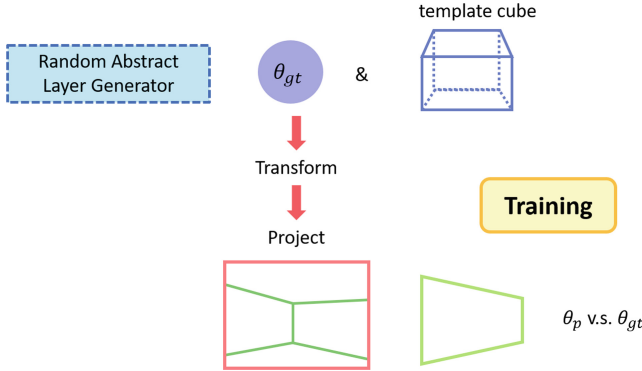 template cube
Random Abstract
Layer Generator
θgt
&
Transform
Training
Project
θp v.s. θgt